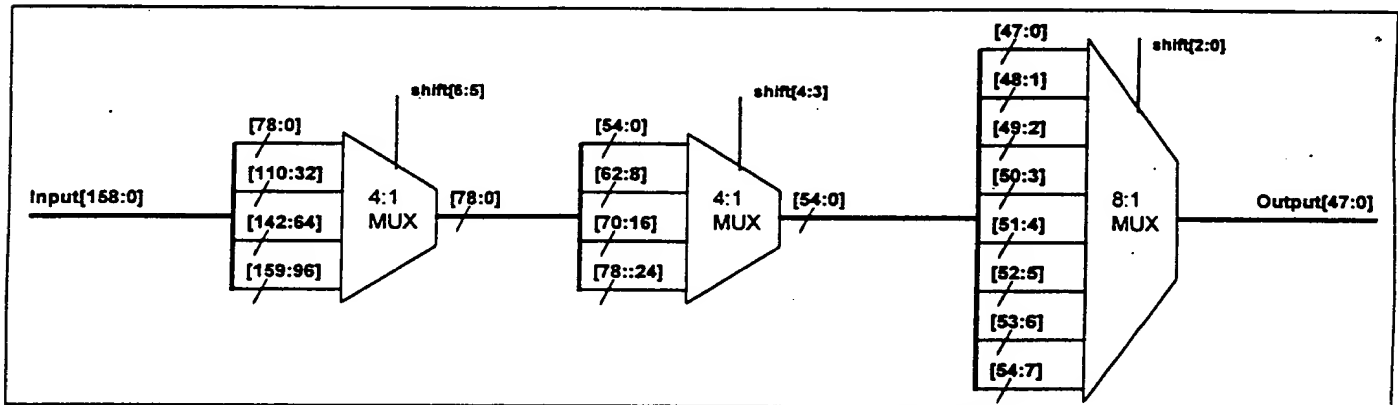 Input[158:0]
[78:0]
[110:32]
[142:64]
[159:96]
shift[6:5]
4:1
MUX
[78:0]
[54:0]
[62:8]
[70:16]
[78::24]
shift[4:3]
4:1
MUX
[54:0]
[47:0]
[48:1]
[49:2]
[50:3]
[51:4]
[52:5]
[53:6]
[54:7]
shift[2:0]
8:1
MUX
Output[47:0]